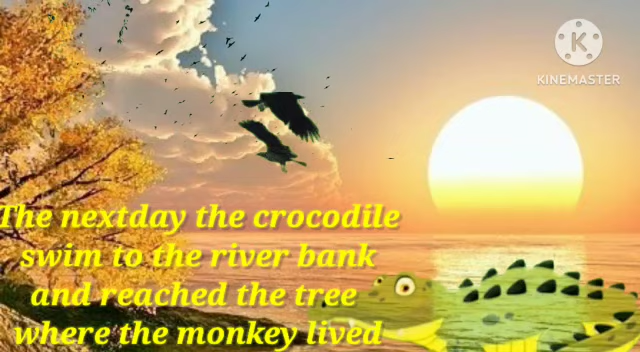 KINEMASTER
The nextday the crocodile
swim to the river bank
and reached the tree
where the monkey lived